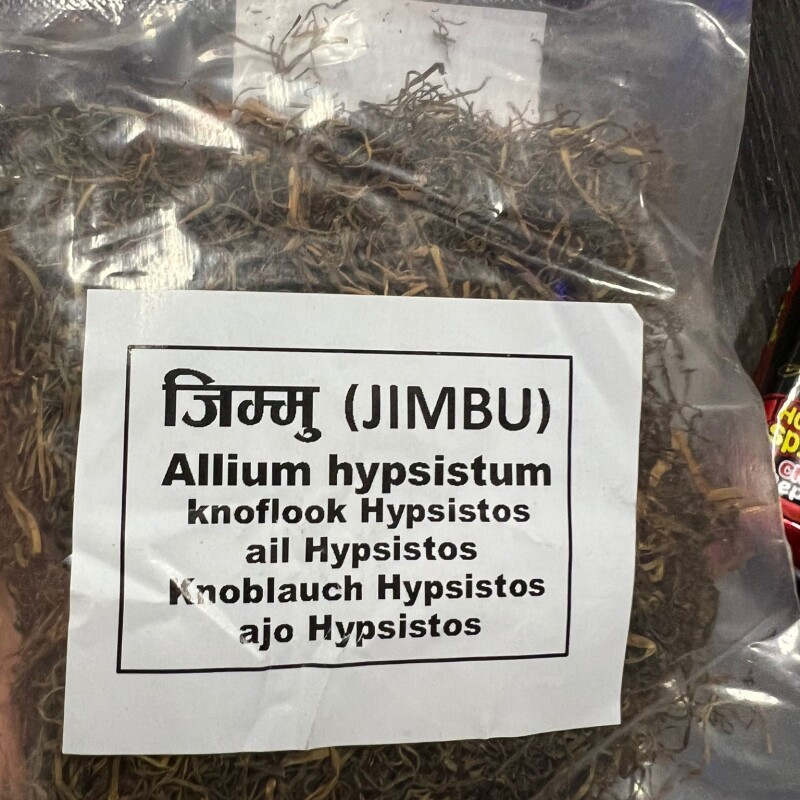 जिम्मु (JIMBU)
Allium hypsistum
knoflook Hypsistos
ail Hypsistos
Knoblauch Hypsistos
ajo Hypsistos